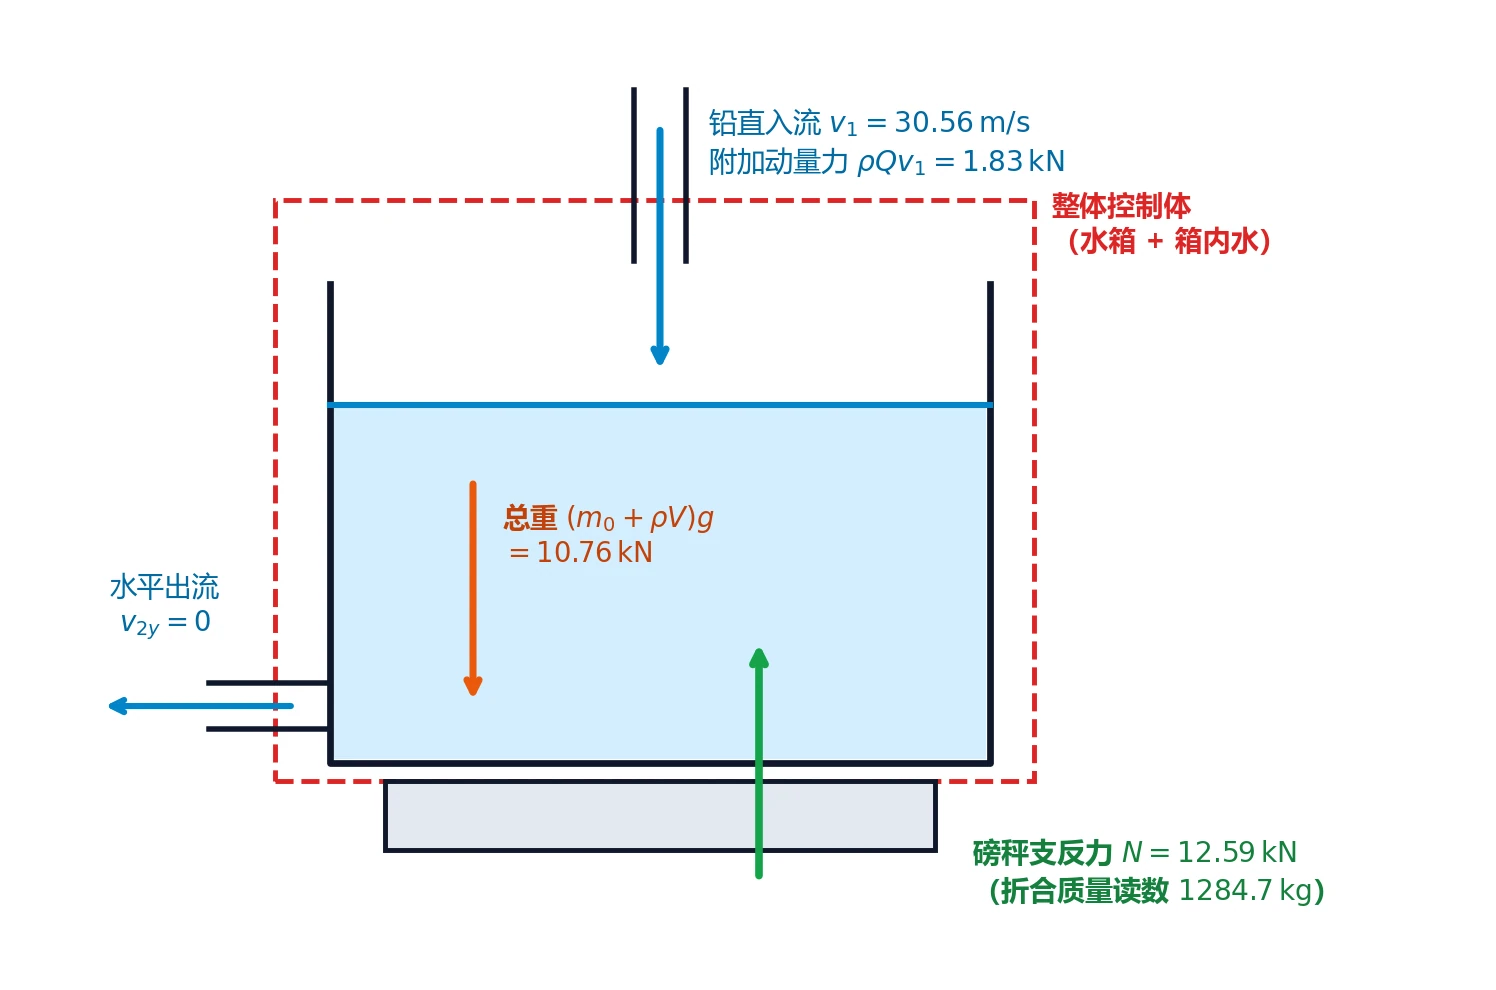 铅直入流 v₁ = 30.56 m/s
附加动量力 ρQv₁ = 1.83 kN
整体控制体
（水箱 + 箱内水）
总重 (m₀ + ρV)g
= 10.76 kN
水平出流
v₂y = 0
磅秤支反力 N = 12.59 kN
（折合质量读数 1284.7 kg）